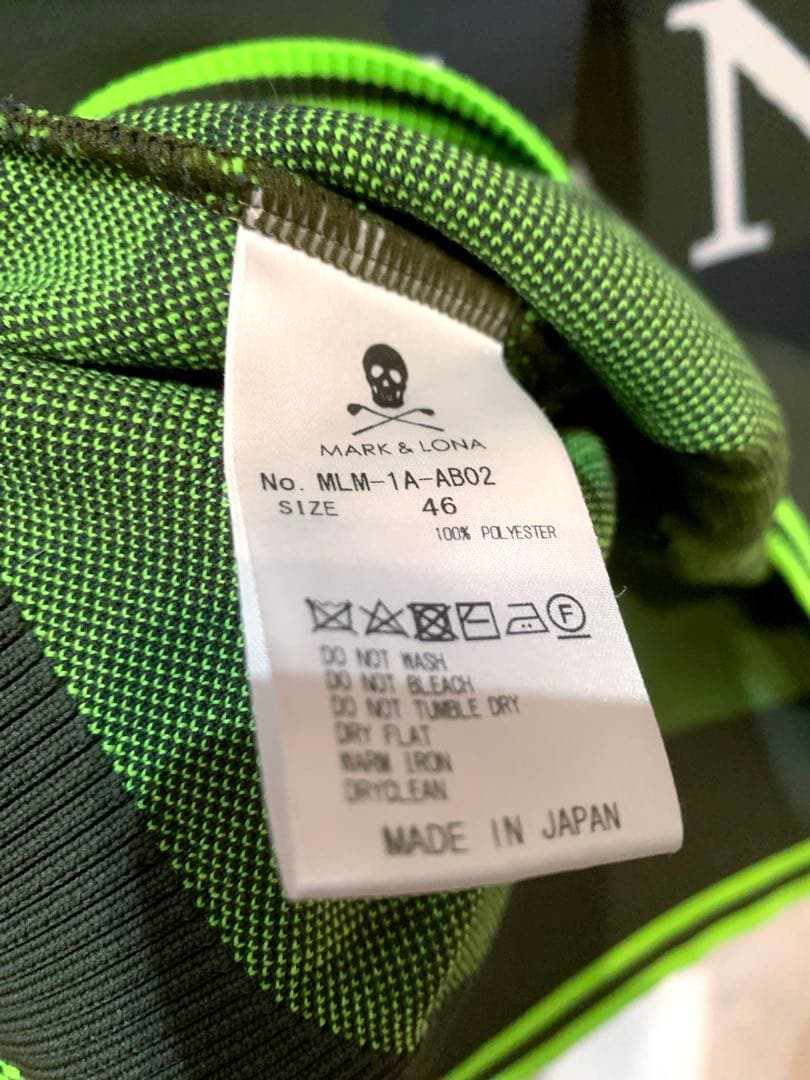 N
MARK & LONA
No. MLM-1A-AB02
SIZE 46
100% POLYESTER
F
DO NOT WASH
DO NOT BLEACH
DO NOT TUMBLE DRY
DRY FLAT
WARM IRON
DRYCLEAN
MADE IN JAPAN